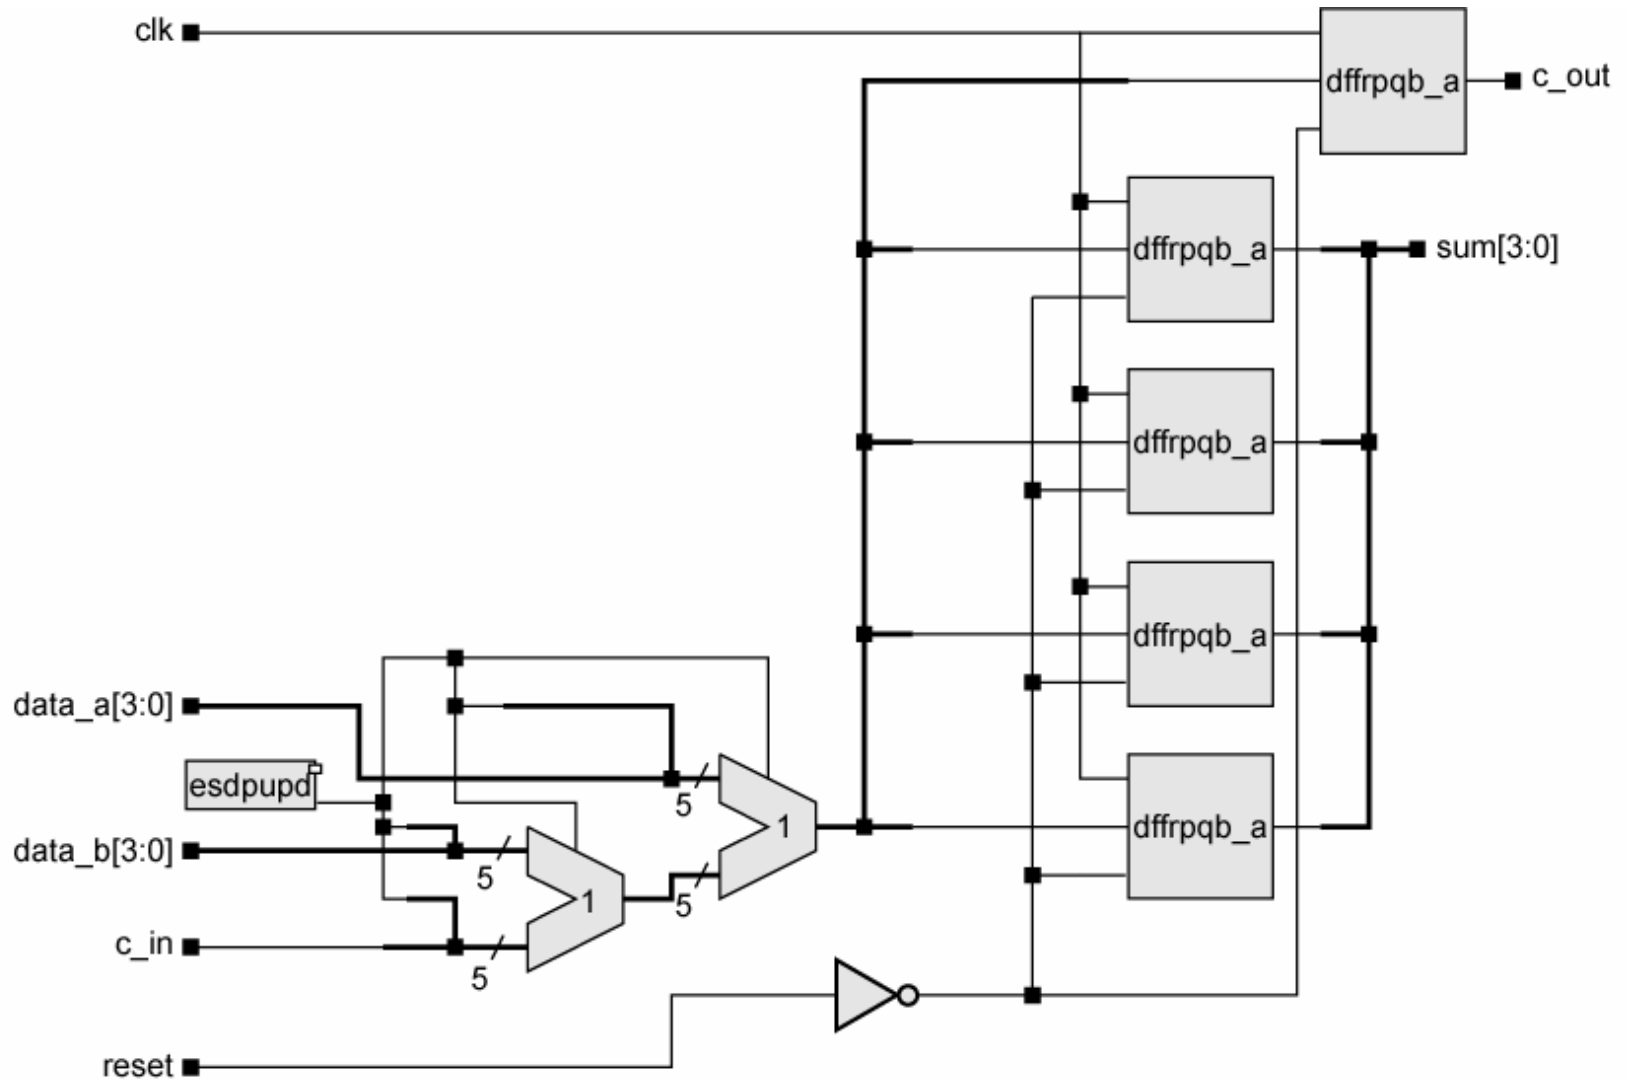 clk
dffrpqb_a
c_out
dffrpqb_a
sum[3:0]
dffrpqb_a
dffrpqb_a
data_a[3:0]
esdpupd
5
1
dffrpqb_a
data_b[3:0]
5
1
5
c_in
5
reset